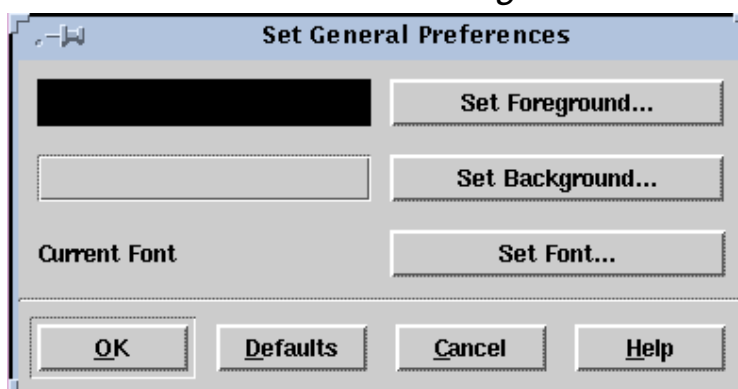 Set General Preferences
Set Foreground...
Set Background...
Current Font Set Font...
OK Defaults Cancel Help